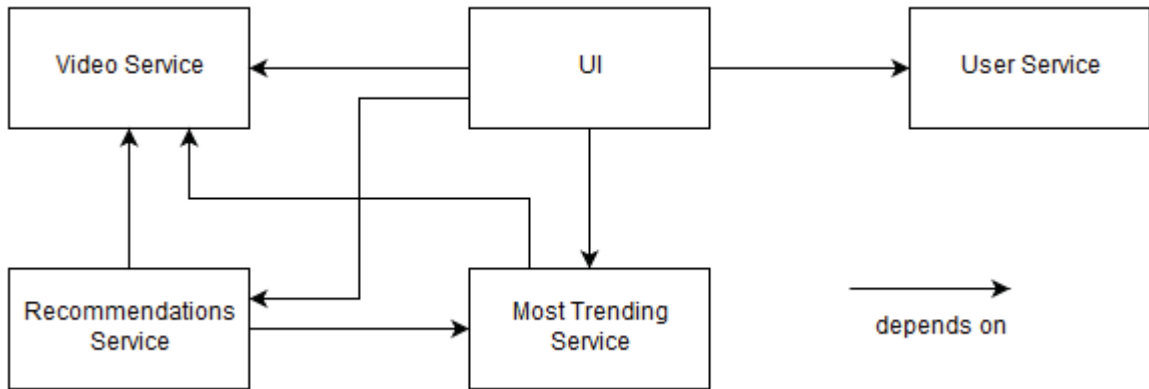 Video Service
UI
User Service
Recommendations
Service
Most Trending
Service
depends on